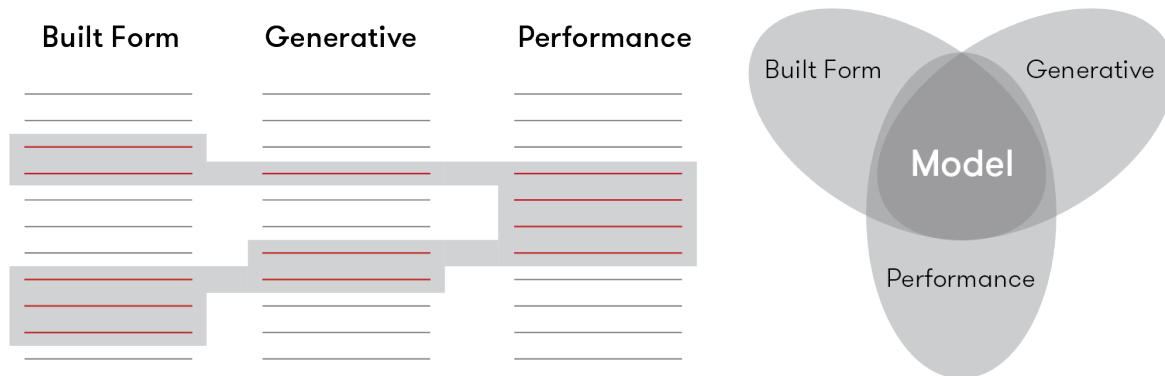 Built Form
Generative
Performance
Built Form
Generative
Model
Performance